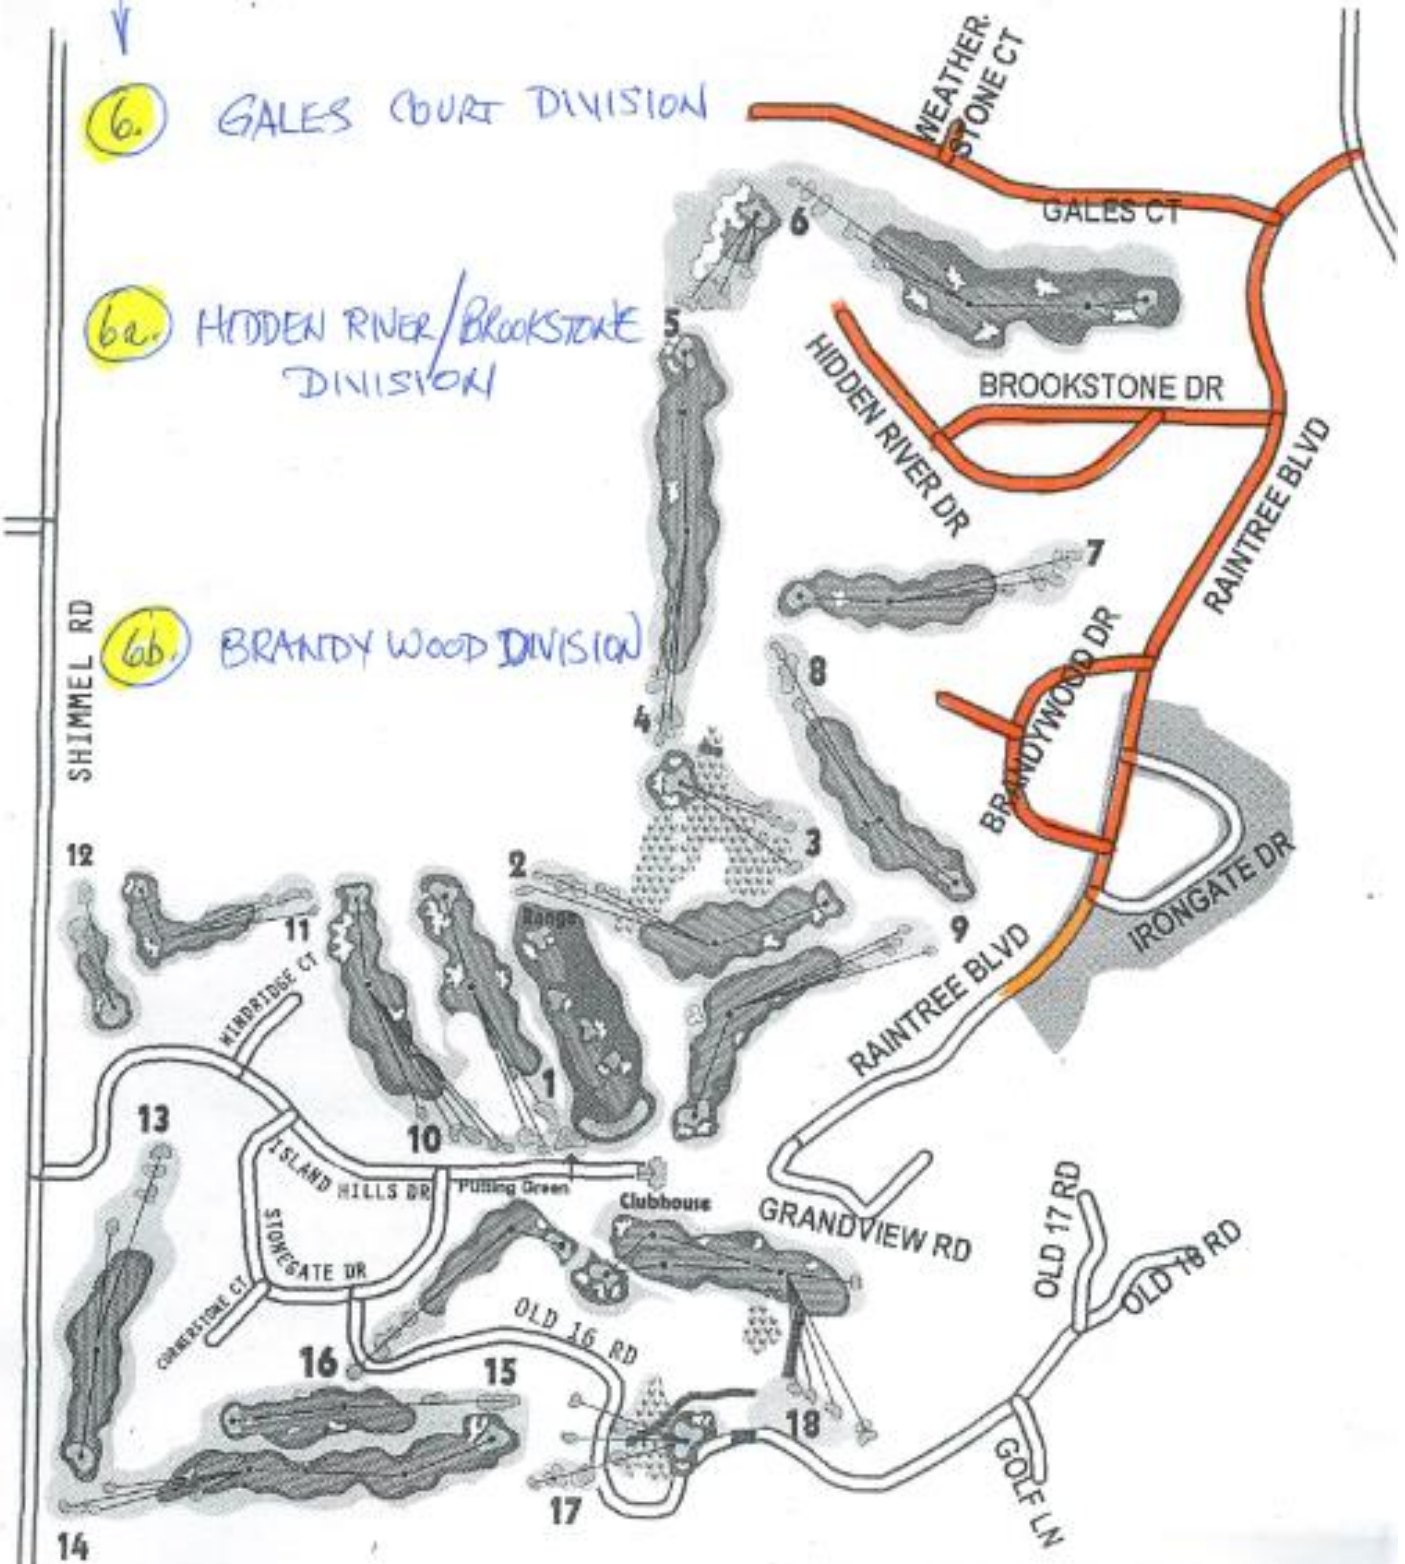 6. GALES COURT DIVISION
WEATHER-
STONE CT
GALES CT
6
6a. HIDDEN RIVER/BROOKSTONE
DIVISION
5
HIDDEN RIVER DR
BROOKSTONE DR
RAINTREE BLVD
7
SHIMMEL RD
6b. BRANDYWOOD DIVISION
8
BRANDYWOOD DR
4
3
2
12
Range
11
9
IRONGATE DR
RAINTREE BLVD
WINDRIDGE CT
1
10
13
ISLAND HILLS DR
Putting Green
Clubhouse
GRANDVIEW RD
STONEGATE DR
CORNERSTONE CT
OLD 17 RD
OLD 18 RD
OLD 16 RD
16
15
18
17
GOLF LN
14